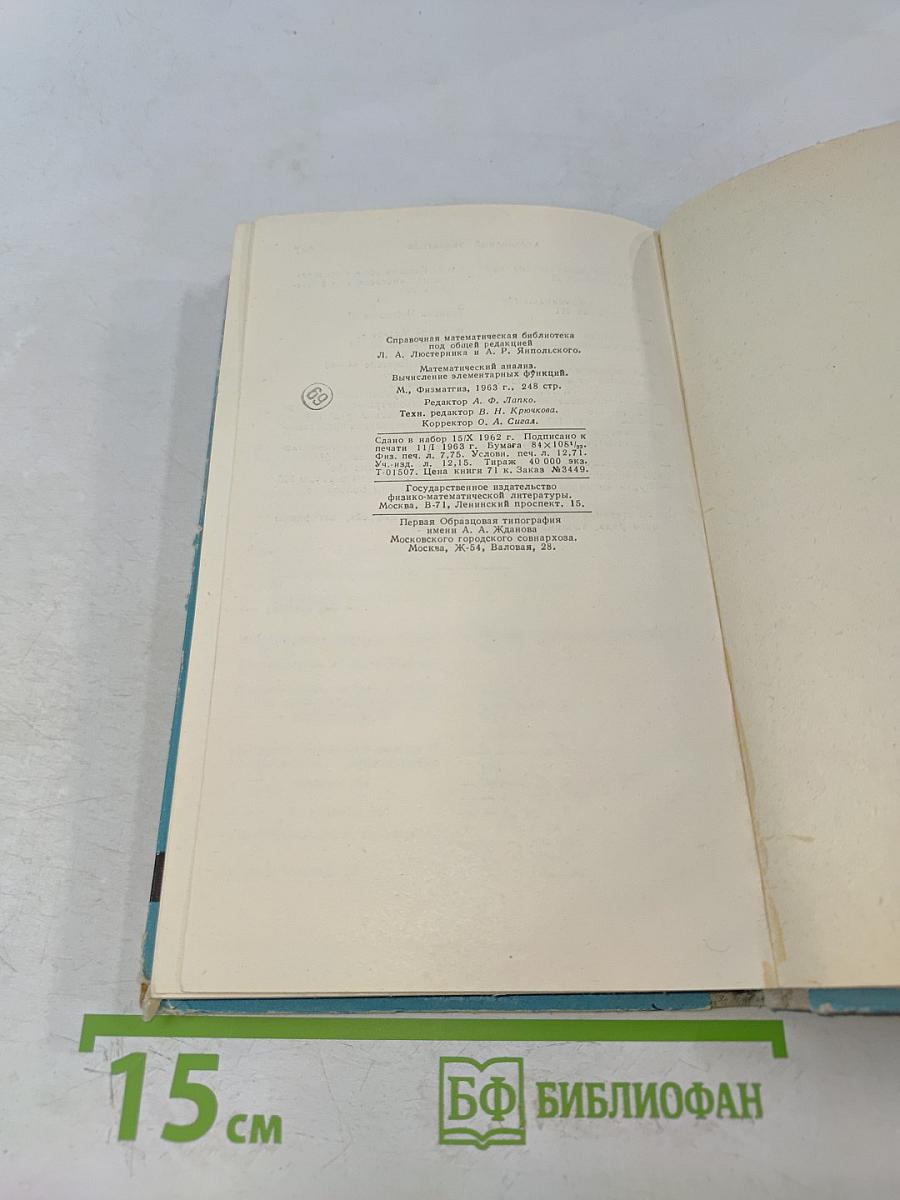 Справочная математическая библиотека
под общей редакцией
Л. А. Люстерника и А. Р. Янпольского.
Математический анализ.
Вычисление элементарных функций.
М., Физматгиз, 1963 г., 248 стр.
Редактор А. Ф. Лапко.
Техн. редактор В. Н. Крючкова.
Корректор О. А. Сигал.
69
Сдано в набор 15/X 1962 г. Подписано к
печати 11/I 1963 г. Бумага 84×108¹/₃₂.
Физ. печ. л. 7,75. Условн. печ. л. 12,71.
Уч.-изд. л. 12,15. Тираж 40 000 экз.
Т-01507. Цена книги 71 к. Заказ №3449.
Государственное издательство
физико-математической литературы.
Москва, В-71, Ленинский проспект, 15.
Первая Образцовая типография
имени А. А. Жданова
Московского городского совнархоза.
Москва, Ж-54, Валовая, 28.
15 см
БФ БИБЛИОФАН